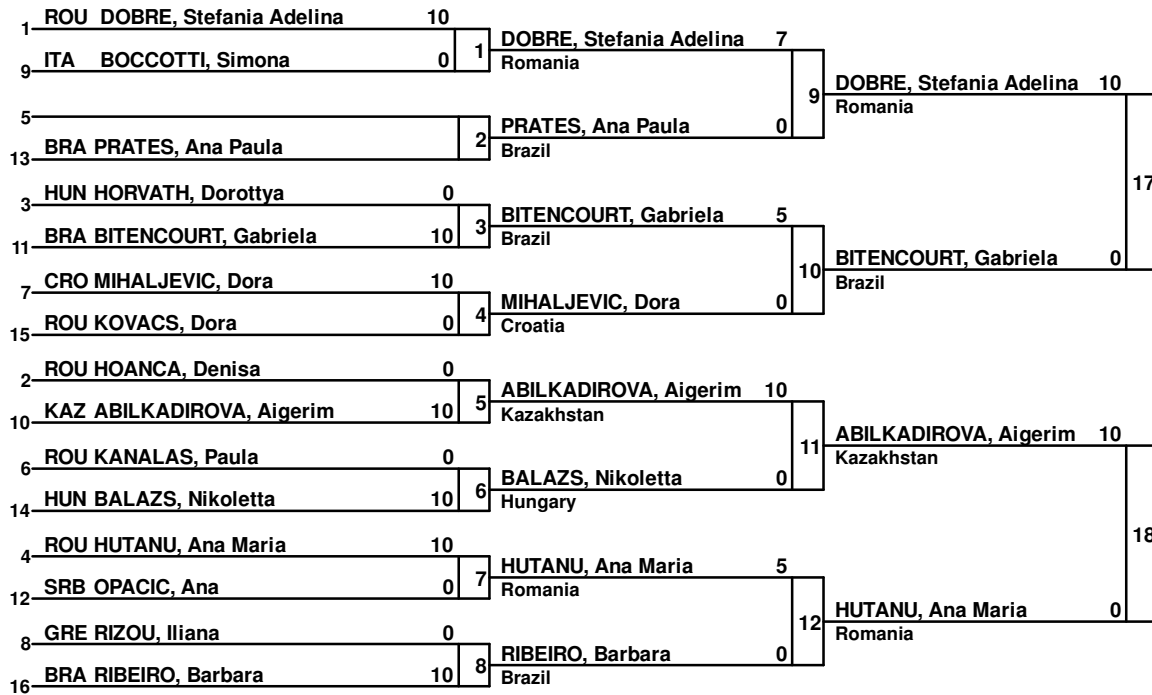 1 ROU DOBRE, Stefania Adelina 10
9 ITA BOCCOTTI, Simona 0
1
5
13 BRA PRATES, Ana Paula
2
3 HUN HORVATH, Dorottya 0
11 BRA BITENCOURT, Gabriela 10
3
7 CRO MIHALJEVIC, Dora 10
15 ROU KOVACS, Dora 0
4
2 ROU HOANCA, Denisa 0
10 KAZ ABILKADIROVA, Aigerim 10
5
6 ROU KANALAS, Paula 0
14 HUN BALAZS, Nikoletta 10
6
4 ROU HUTANU, Ana Maria 10
12 SRB OPACIC, Ana 0
7
8 GRE RIZOU, Iliana 0
16 BRA RIBEIRO, Barbara 10
8
DOBRE, Stefania Adelina 7
Romania
PRATES, Ana Paula 0
Brazil
9
BITENCOURT, Gabriela 5
Brazil
MIHALJEVIC, Dora 0
Croatia
10
ABILKADIROVA, Aigerim 10
Kazakhstan
BALAZS, Nikoletta 0
Hungary
11
HUTANU, Ana Maria 5
Romania
RIBEIRO, Barbara 0
Brazil
12
DOBRE, Stefania Adelina 10
Romania
BITENCOURT, Gabriela 0
Brazil
17
ABILKADIROVA, Aigerim 10
Kazakhstan
HUTANU, Ana Maria 0
Romania
18